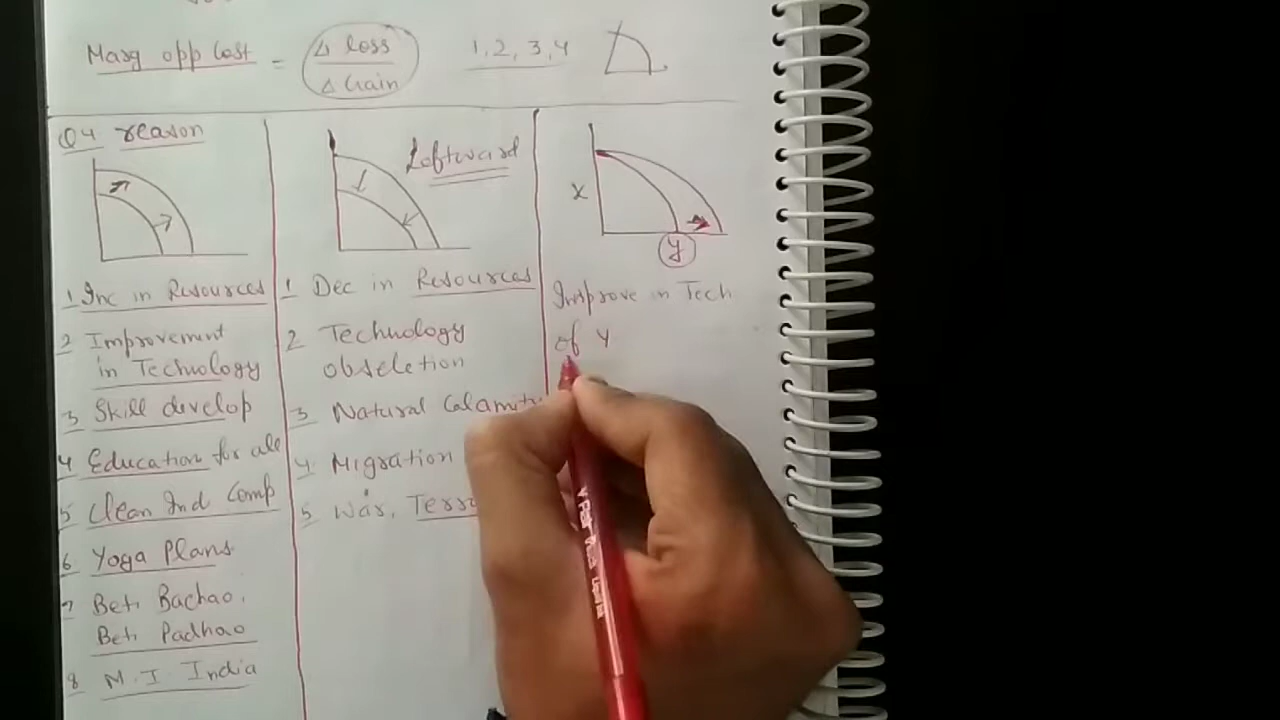 Marg opp Cost = Δ loss / Δ Gain 1, 2, 3, 4
Q4 reason
1 Inc in Resources
2 Improvement
in Technology
3 Skill develop
4 Education for all
5 Clean Ind Comp
6 Yoga Plans
7 Beti Bachao.
Beti Padhao
8 M. I. India
Leftward
1 Dec in Resources
2 Technology
obseletion
3 Natural Calamity
4 Migration
5 War, Terro
X
y
Improve in Tech
of y